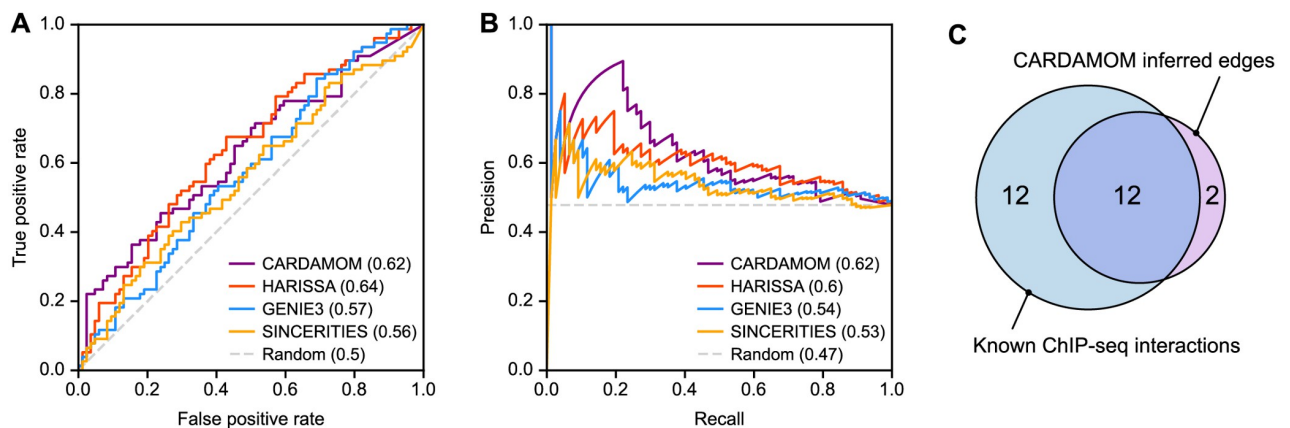 A
True positive rate
1.0
0.8
0.6
0.4
0.2
0.0
CARDAMOM (0.62)
HARISSA (0.64)
GENIE3 (0.57)
SINCERITIES (0.56)
Random (0.5)
0.0 0.2 0.4 0.6 0.8 1.0
False positive rate
B
Precision
1.0
0.8
0.6
0.4
0.2
0.0
CARDAMOM (0.62)
HARISSA (0.6)
GENIE3 (0.54)
SINCERITIES (0.53)
Random (0.47)
0.0 0.2 0.4 0.6 0.8 1.0
Recall
C
CARDAMOM inferred edges
12 12 2
Known ChIP-seq interactions